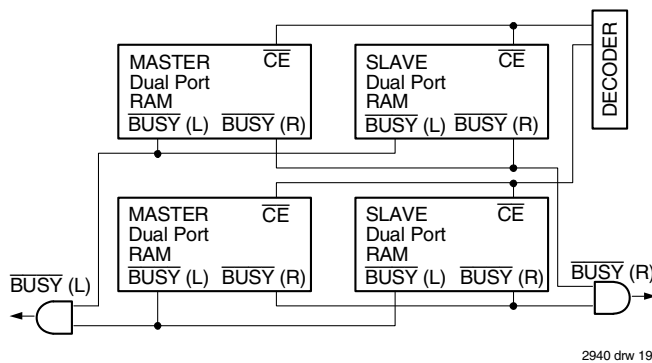 MASTER
Dual Port
RAM
CE
BUSY (L) BUSY (R)
SLAVE
Dual Port
RAM
CE
BUSY (L) BUSY (R)
DECODER
MASTER
Dual Port
RAM
CE
BUSY (L) BUSY (R)
SLAVE
Dual Port
RAM
CE
BUSY (L) BUSY (R)
BUSY (L)
BUSY (R)
2940 drw 19